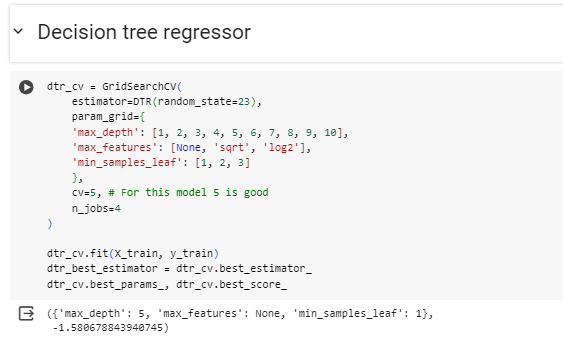 Decision tree regressor
dtr_cv = GridSearchCV(
    estimator=DTR(random_state=23),
    param_grid={
    'max_depth': [1, 2, 3, 4, 5, 6, 7, 8, 9, 10],
    'max_features': [None, 'sqrt', 'log2'],
    'min_samples_leaf': [1, 2, 3]
    },
    cv=5, # For this model 5 is good
    n_jobs=4
)

dtr_cv.fit(X_train, y_train)
dtr_best_estimator = dtr_cv.best_estimator_
dtr_cv.best_params_, dtr_cv.best_score_
({'max_depth': 5, 'max_features': None, 'min_samples_leaf': 1},
 -1.580678843940745)